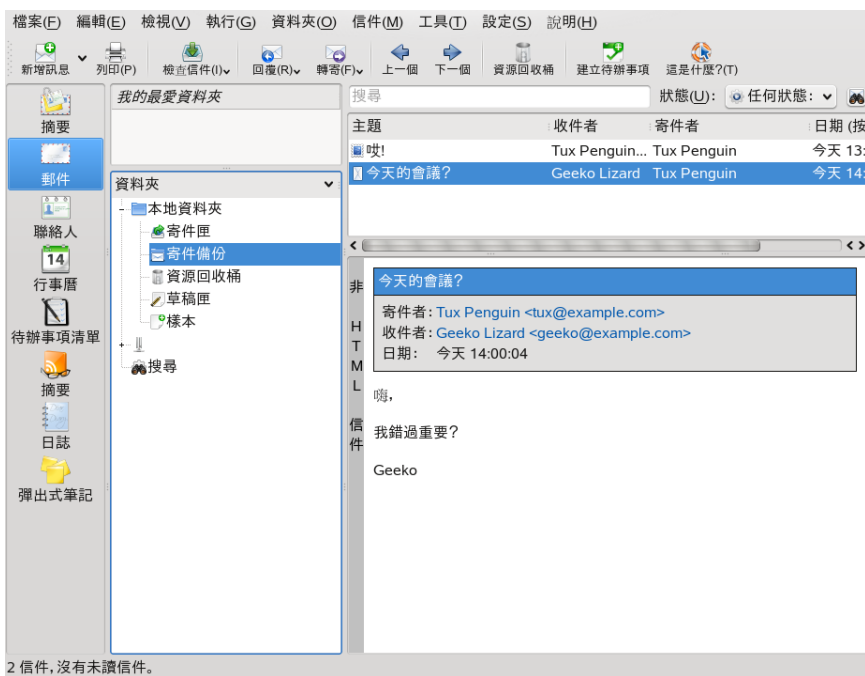 檔案(F) 編輯(E) 檢視(V) 執行(G) 資料夾(O) 信件(M) 工具(T) 設定(S) 說明(H)
新增訊息 列印(P) 檢查信件(I) 回覆(R) 轉寄(F) 上一個 下一個 資源回收桶 建立待辦事項 這是什麼?(T)
摘要
郵件
聯絡人
14
行事曆
待辦事項清單
摘要
日誌
彈出式筆記
我的最愛資料夾
資料夾
本地資料夾
寄件匣
寄件備份
資源回收桶
草稿匣
樣本
搜尋
搜尋 狀態(U): 任何狀態:
主題 收件者 寄件者 日期 (按
哎! Tux Penguin... Tux Penguin 今天 13:
今天的會議? Geeko Lizard Tux Penguin 今天 14:
非 HTML 信件
今天的會議?
寄件者: Tux Penguin <tux@example.com>
收件者: Geeko Lizard <geeko@example.com>
日期: 今天 14:00:04
嗨,
我錯過重要?
Geeko
2 信件, 沒有未讀信件。